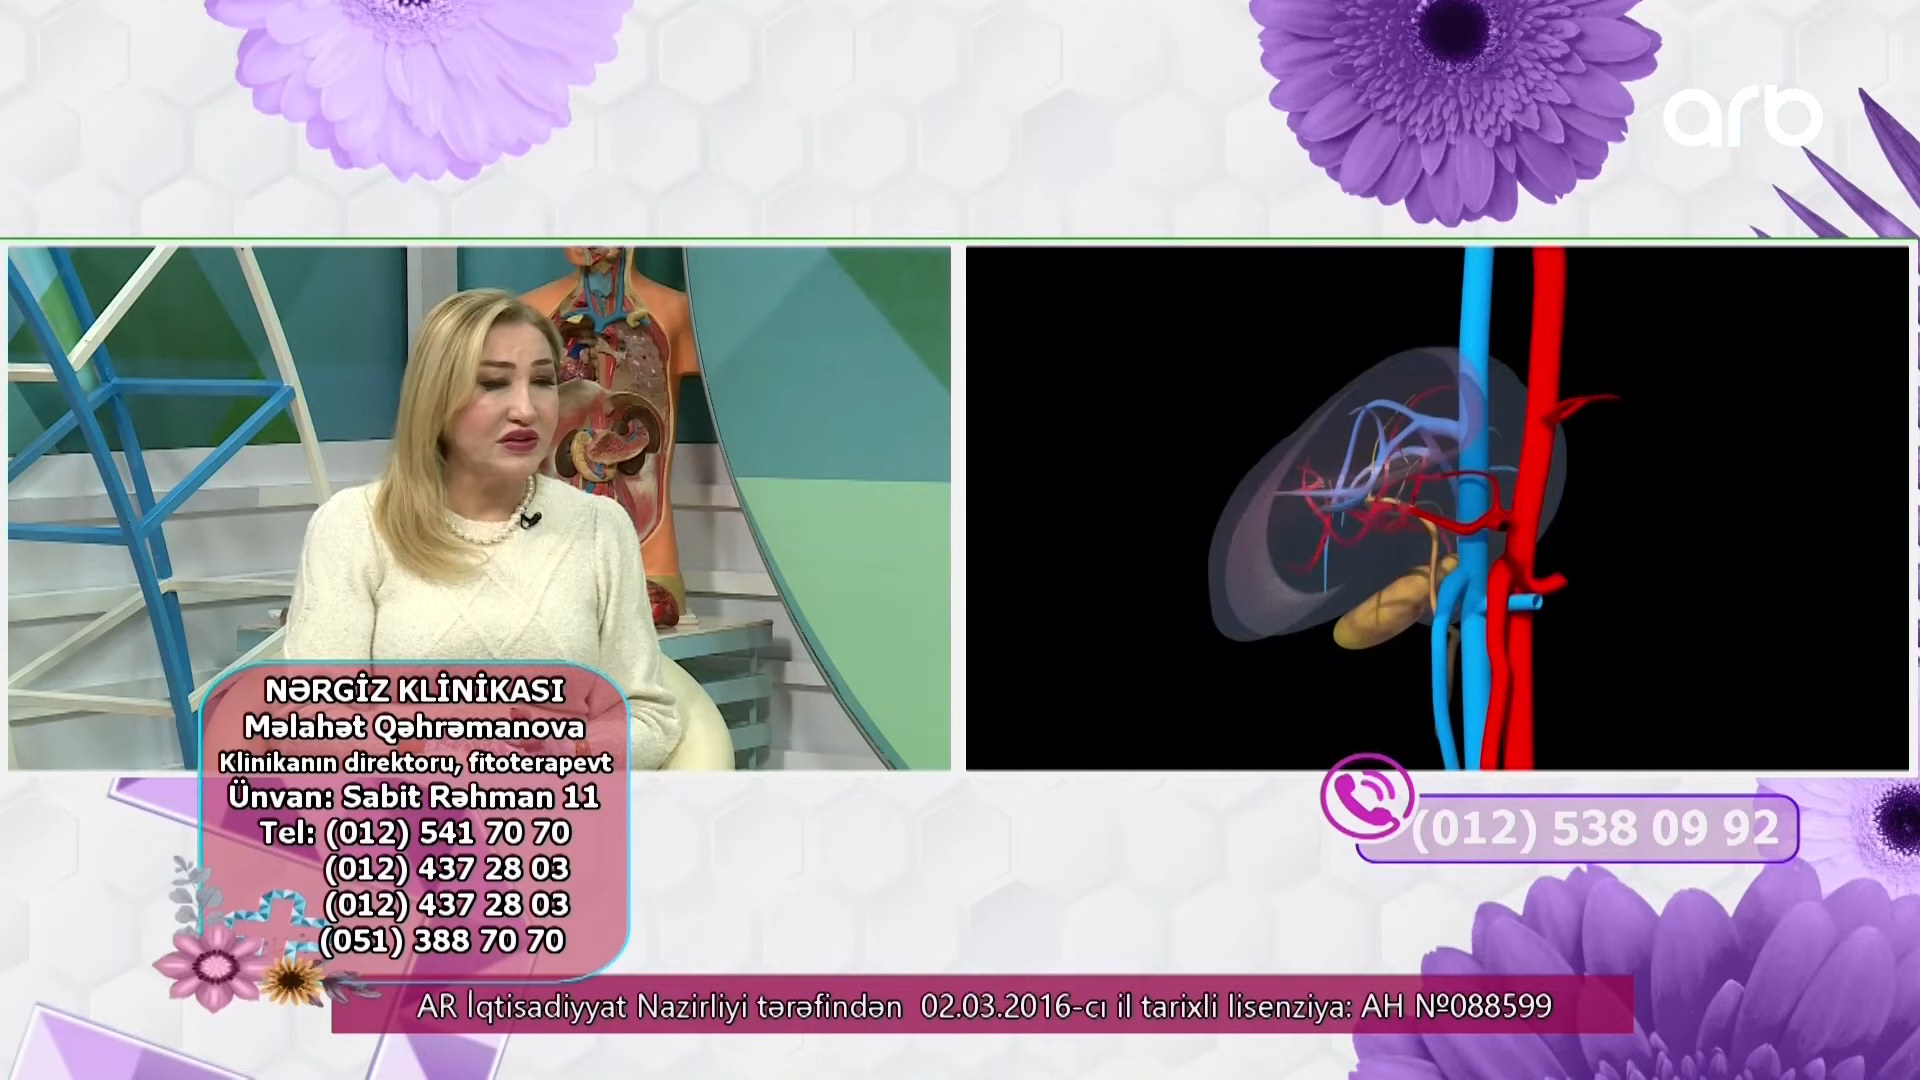 arb
NƏRGİZ KLİNİKASI
Məlahət Qəhrəmanova
Klinikanın direktoru, fitoterapevt
Ünvan: Sabit Rəhman 11
Tel: (012) 541 70 70
(012) 437 28 03
(012) 437 28 03
(051) 388 70 70
(012) 538 09 92
AR İqtisadiyyat Nazirliyi tərəfindən 02.03.2016-cı il tarixli lisenziya: AH №088599